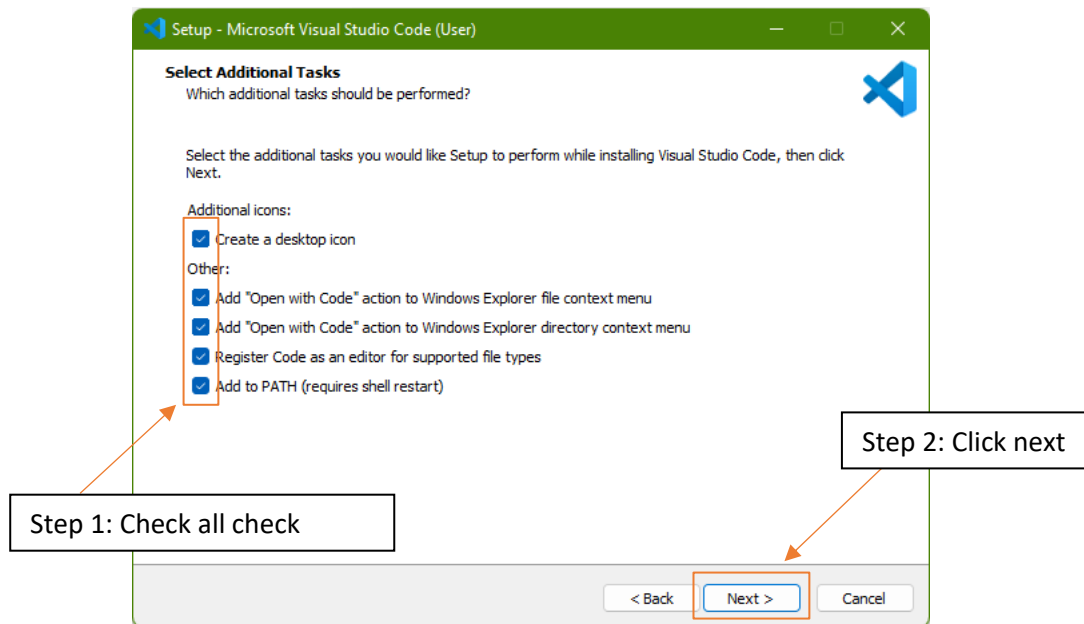 Setup - Microsoft Visual Studio Code (User)
Select Additional Tasks
Which additional tasks should be performed?
Select the additional tasks you would like Setup to perform while installing Visual Studio Code, then click
Next.
Additional icons:
Create a desktop icon
Other:
Add "Open with Code" action to Windows Explorer file context menu
Add "Open with Code" action to Windows Explorer directory context menu
Register Code as an editor for supported file types
Add to PATH (requires shell restart)
Step 2: Click next
Step 1: Check all check
< Back Next > Cancel